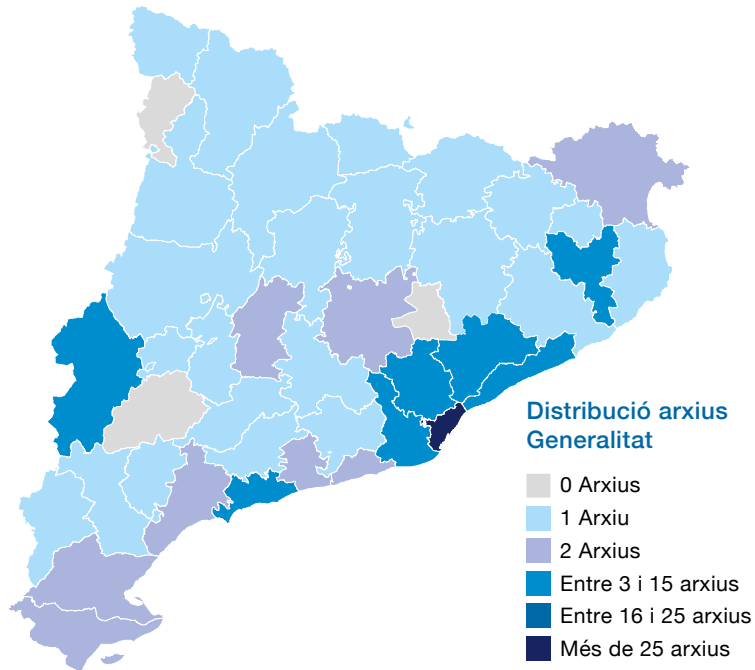 Distribució arxius
Generalitat
0 Arxius
1 Arxiu
2 Arxius
Entre 3 i 15 arxius
Entre 16 i 25 arxius
Més de 25 arxius